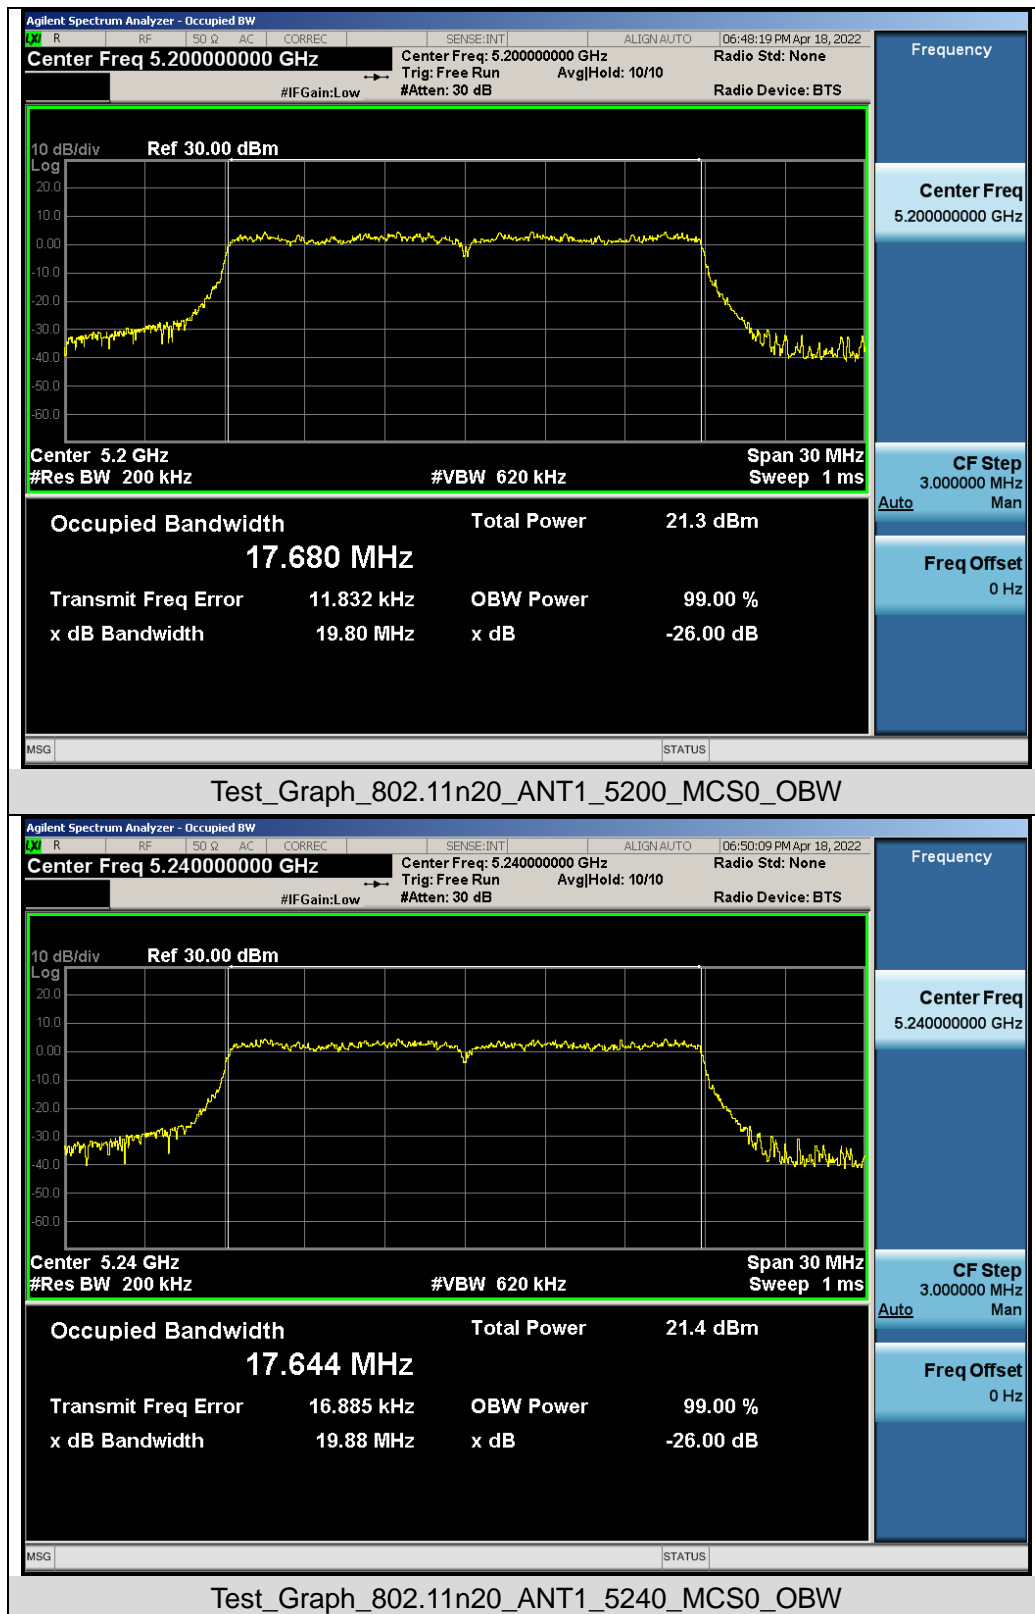 Agilent Spectrum Analyzer - Occupied BW
LXI R RF 50 Ω AC CORREC SENSE:INT ALIGN AUTO 06:48:19 PM Apr 18, 2022
Center Freq 5.200000000 GHz Center Freq: 5.200000000 GHz Radio Std: None
Trig: Free Run Avg|Hold: 10/10
#IFGain:Low #Atten: 30 dB Radio Device: BTS
Frequency
10 dB/div Ref 30.00 dBm
Log
20.0
10.0
0.00
-10.0
-20.0
-30.0
-40.0
-50.0
-60.0
Center 5.2 GHz Span 30 MHz
#Res BW 200 kHz #VBW 620 kHz Sweep 1 ms
Center Freq
5.200000000 GHz
CF Step
3.000000 MHz
Auto Man
Freq Offset
0 Hz
Occupied Bandwidth Total Power 21.3 dBm
17.680 MHz
Transmit Freq Error 11.832 kHz OBW Power 99.00 %
x dB Bandwidth 19.80 MHz x dB -26.00 dB
MSG STATUS
Test_Graph_802.11n20_ANT1_5200_MCS0_OBW
Agilent Spectrum Analyzer - Occupied BW
LXI R RF 50 Ω AC CORREC SENSE:INT ALIGN AUTO 06:50:09 PM Apr 18, 2022
Center Freq 5.240000000 GHz Center Freq: 5.240000000 GHz Radio Std: None
Trig: Free Run Avg|Hold: 10/10
#IFGain:Low #Atten: 30 dB Radio Device: BTS
Frequency
10 dB/div Ref 30.00 dBm
Log
20.0
10.0
0.00
-10.0
-20.0
-30.0
-40.0
-50.0
-60.0
Center 5.24 GHz Span 30 MHz
#Res BW 200 kHz #VBW 620 kHz Sweep 1 ms
Center Freq
5.240000000 GHz
CF Step
3.000000 MHz
Auto Man
Freq Offset
0 Hz
Occupied Bandwidth Total Power 21.4 dBm
17.644 MHz
Transmit Freq Error 16.885 kHz OBW Power 99.00 %
x dB Bandwidth 19.88 MHz x dB -26.00 dB
MSG STATUS
Test_Graph_802.11n20_ANT1_5240_MCS0_OBW